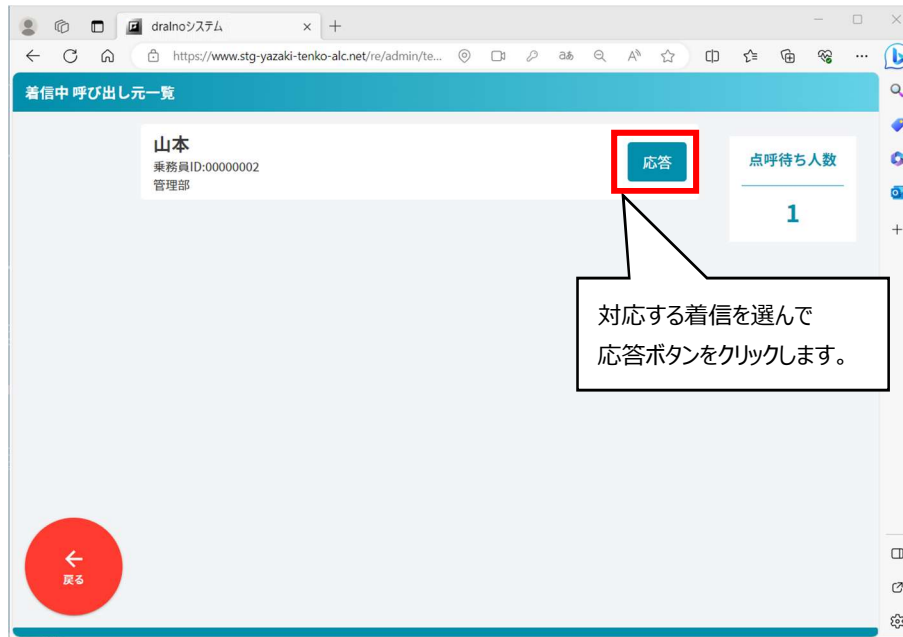 dralnoシステム
https://www.stg-yazaki-tenko-alc.net/re/admin/te...
着信中 呼び出し元一覧
山本
乗務員ID:00000002
管理部
応答
点呼待ち人数
1
対応する着信を選んで
応答ボタンをクリックします。
戻る